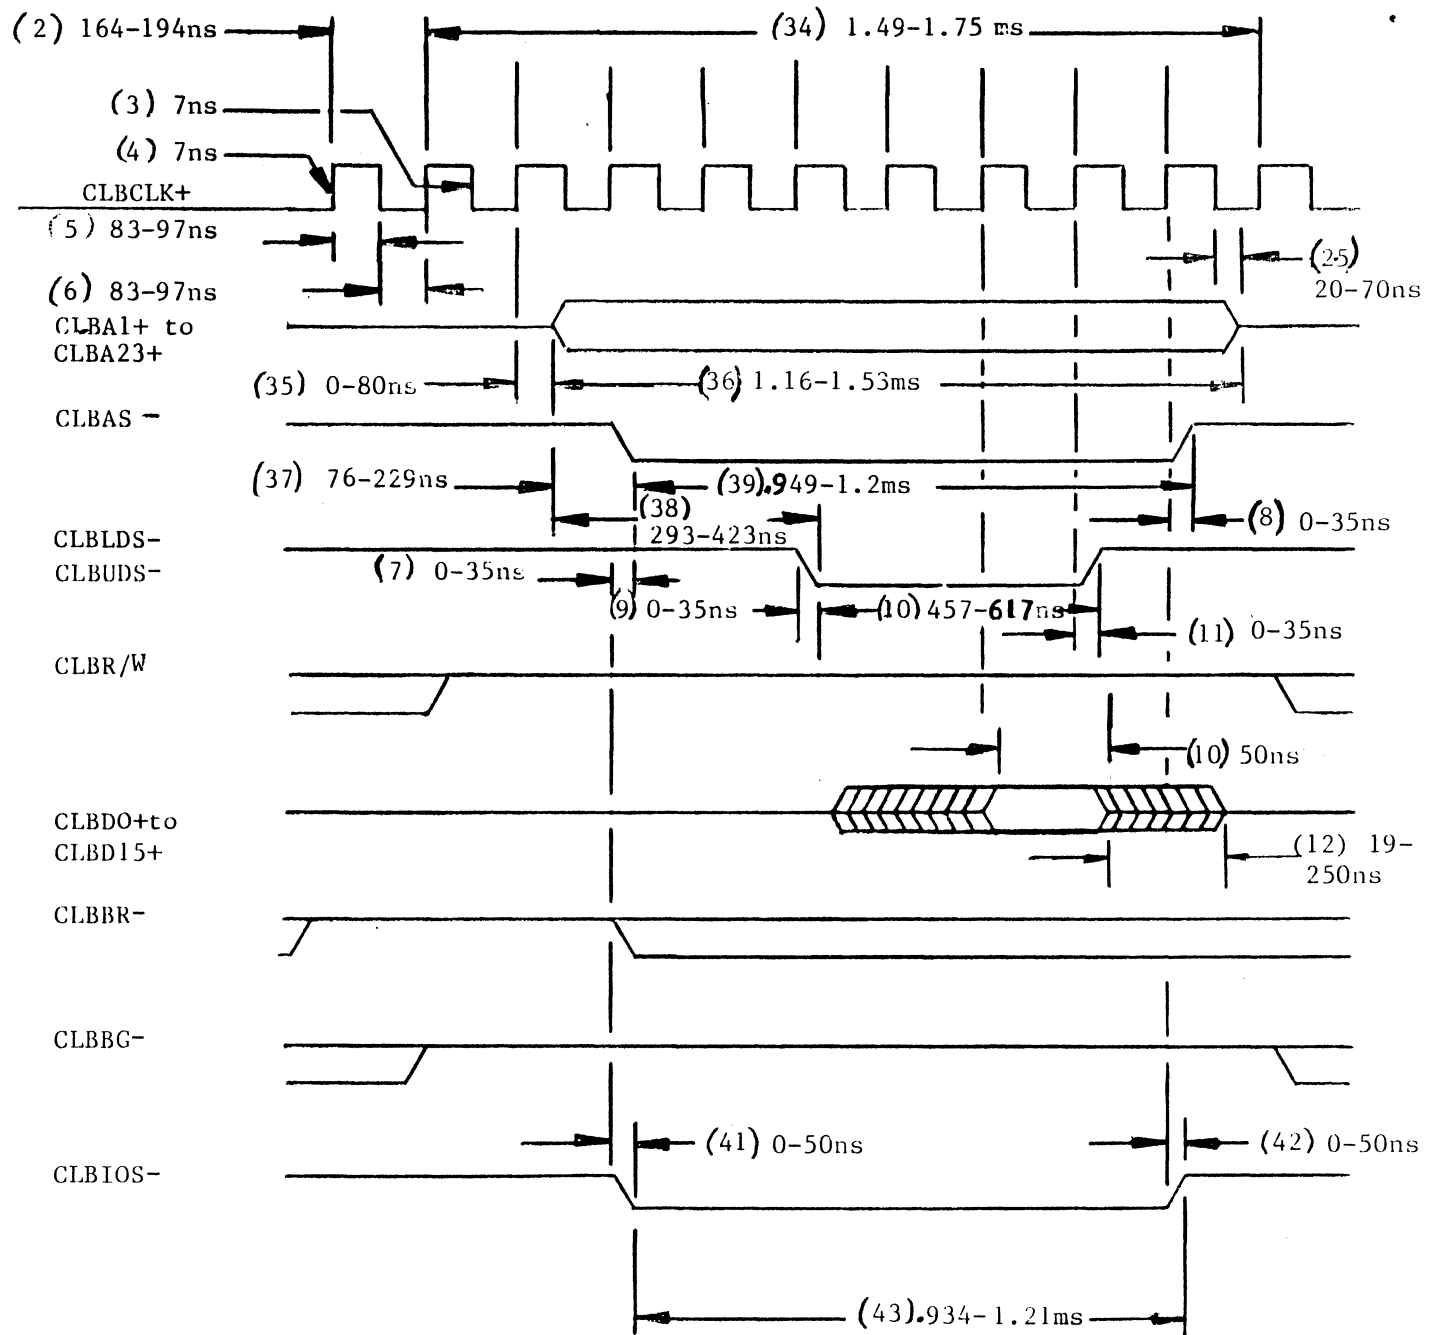 (2) 164-194ns
(34) 1.49-1.75 ms
(3) 7ns
(4) 7ns
CLBCLK+
(5) 83-97ns
(25)
20-70ns
(6) 83-97ns
CLBA1+ to
CLBA23+
(35) 0-80ns
(36) 1.16-1.53ms
CLBAS -
(37) 76-229ns
(39).949-1.2ms
(38)
293-423ns
(8) 0-35ns
CLBLDS-
CLBUDS-
(7) 0-35ns
(9) 0-35ns
(10) 457-617ns
(11) 0-35ns
CLBR/W
(10) 50ns
CLBDO+to
CLBD15+
(12) 19-
250ns
CLBBR-
CLBBG-
(41) 0-50ns
(42) 0-50ns
CLBIOS-
(43).934-1.21ms